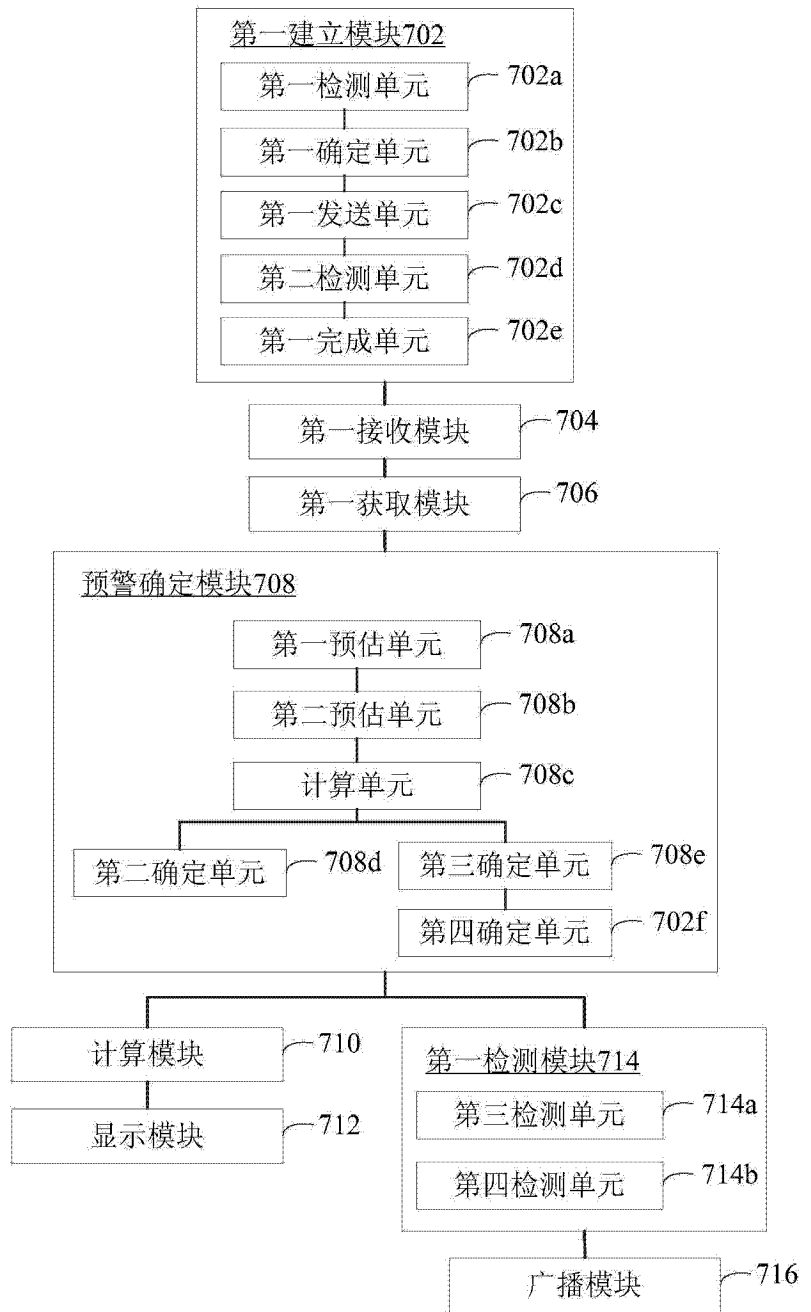 第一建立模块702
第一检测单元
702a
第一确定单元
702b
第一发送单元
702c
第二检测单元
702d
第一完成单元
702e
第一接收模块
704
第一获取模块
706
预警确定模块708
第一预估单元
708a
第二预估单元
708b
计算单元
708c
第二确定单元
708d
第三确定单元
708e
第四确定单元
702f
计算模块
710
显示模块
712
第一检测模块714
第三检测单元
714a
第四检测单元
714b
广播模块
716